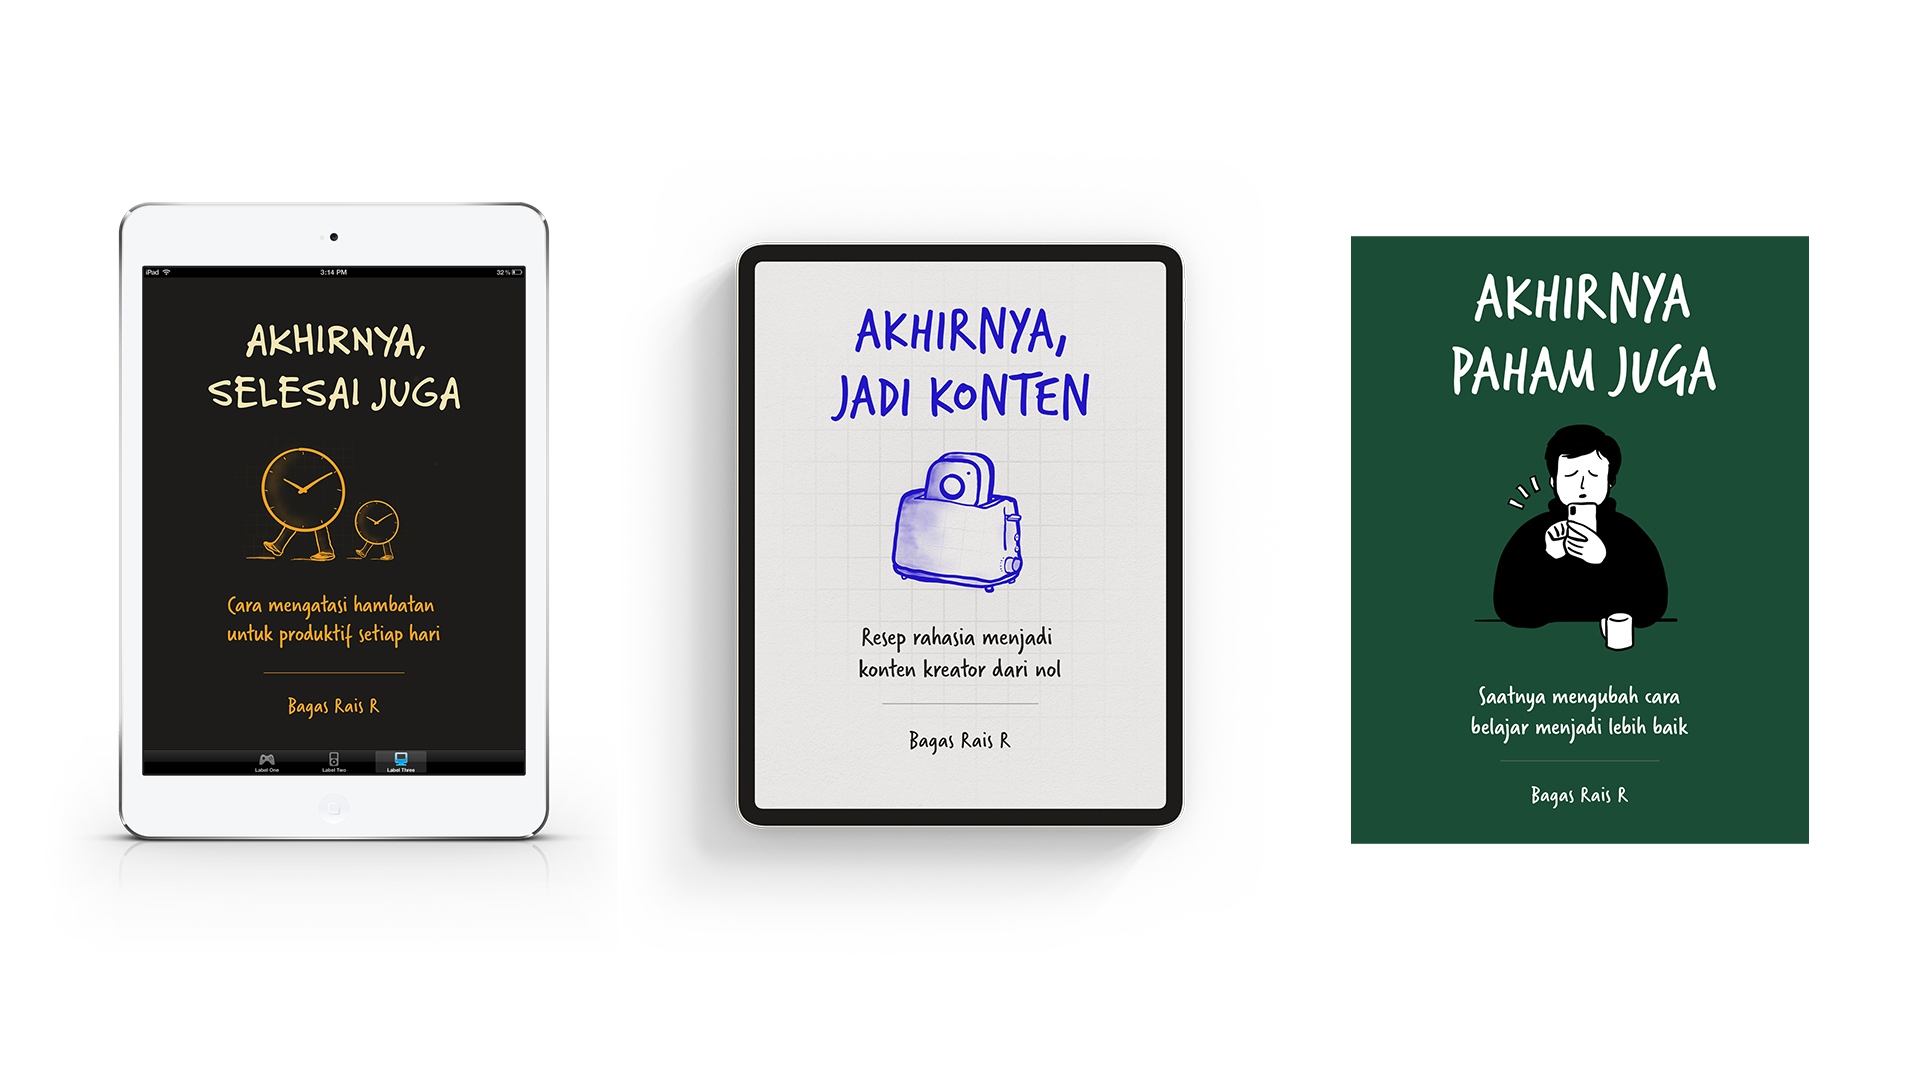 iPad 3:14 PM 32%
AKHIRNYA,
SELESAI JUGA
Cara mengatasi hambatan
untuk produktif setiap hari
Bagas Rais R
Label One Label Two Label Three
AKHIRNYA,
JADI KONTEN
Resep rahasia menjadi
konten kreator dari nol
Bagas Rais R
AKHIRNYA
PAHAM JUGA
Saatnya mengubah cara
belajar menjadi lebih baik
Bagas Rais R